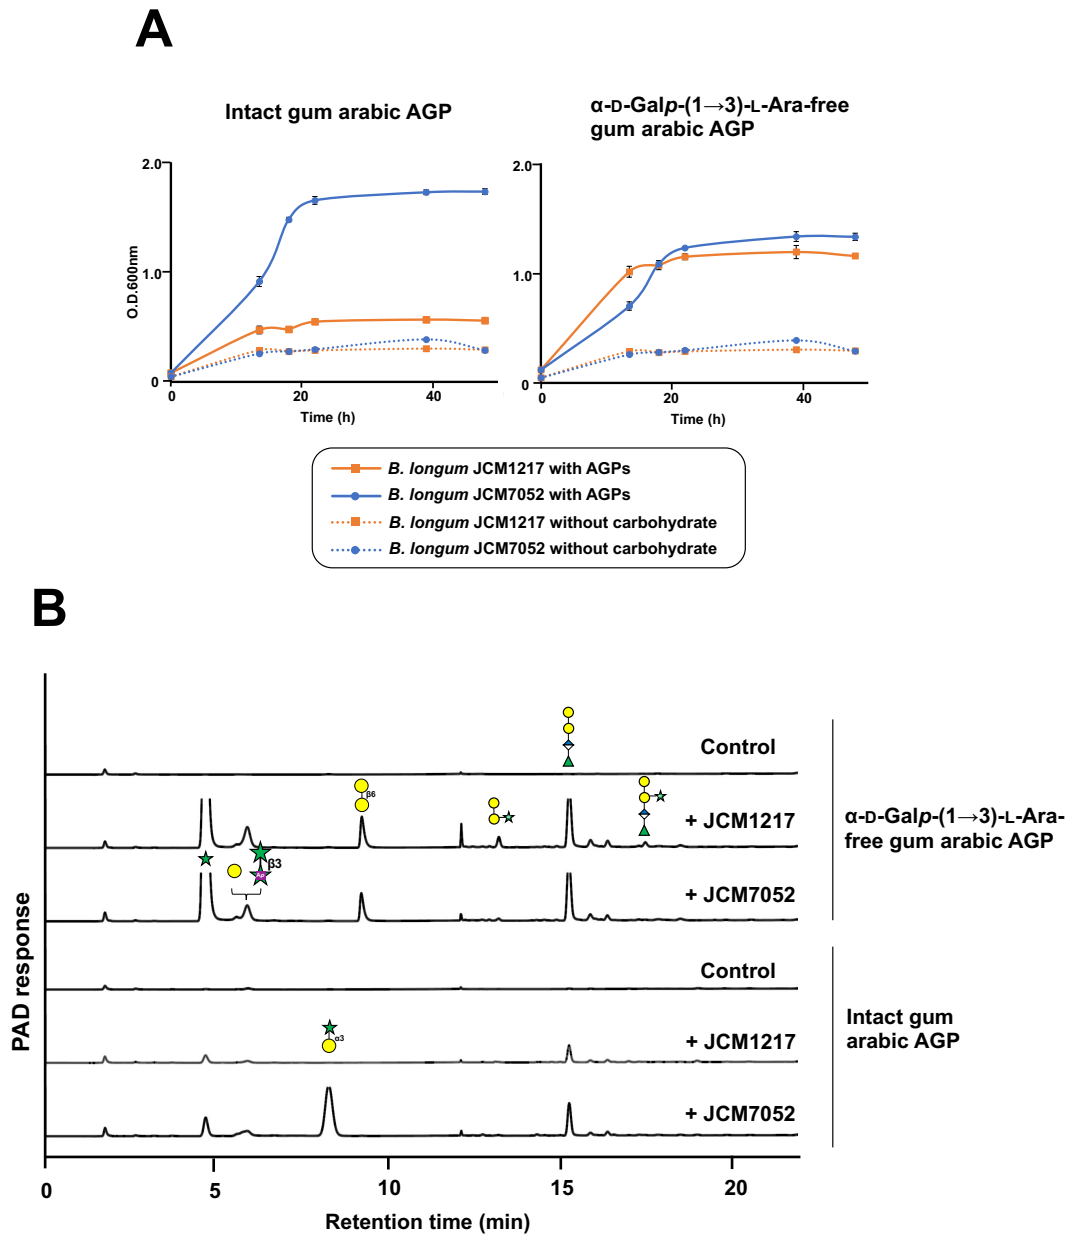 A
Intact gum arabic AGP
α-D-Galp-(1→3)-L-Ara-free
gum arabic AGP
2.0
1.0
0
O.D.600nm
0
20
40
Time (h)
2.0
1.0
0
0
20
40
Time (h)
B. longum JCM1217 with AGPs
B. longum JCM7052 with AGPs
B. longum JCM1217 without carbohydrate
B. longum JCM7052 without carbohydrate
B
PAD response
Control
β6
+ JCM1217
β3
Ap
+ JCM7052
α-D-Galp-(1→3)-L-Ara-
free gum arabic AGP
Control
α3
+ JCM1217
+ JCM7052
Intact gum
arabic AGP
0
5
10
15
20
Retention time (min)